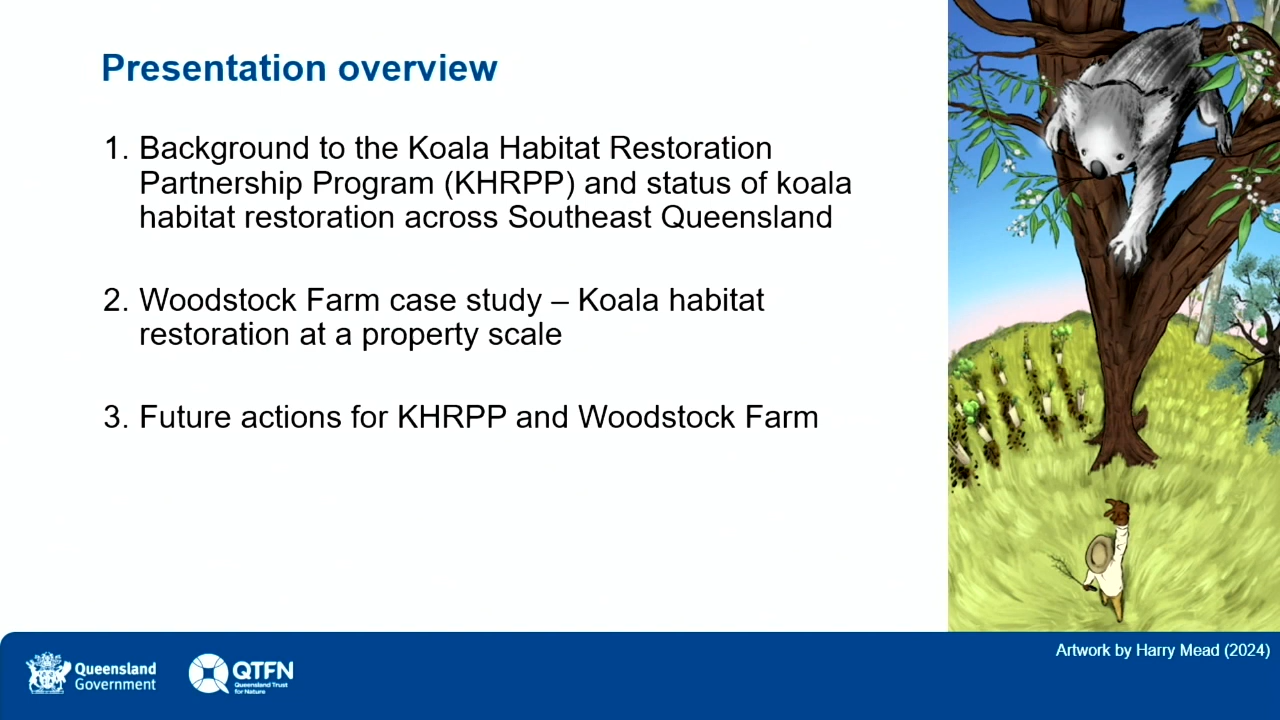 Presentation overview
1. Background to the Koala Habitat Restoration
Partnership Program (KHRPP) and status of koala
habitat restoration across Southeast Queensland
2. Woodstock Farm case study – Koala habitat
restoration at a property scale
3. Future actions for KHRPP and Woodstock Farm
Artwork by Harry Mead (2024)
Queensland
Government
QTFN
Queensland Trust
for Nature